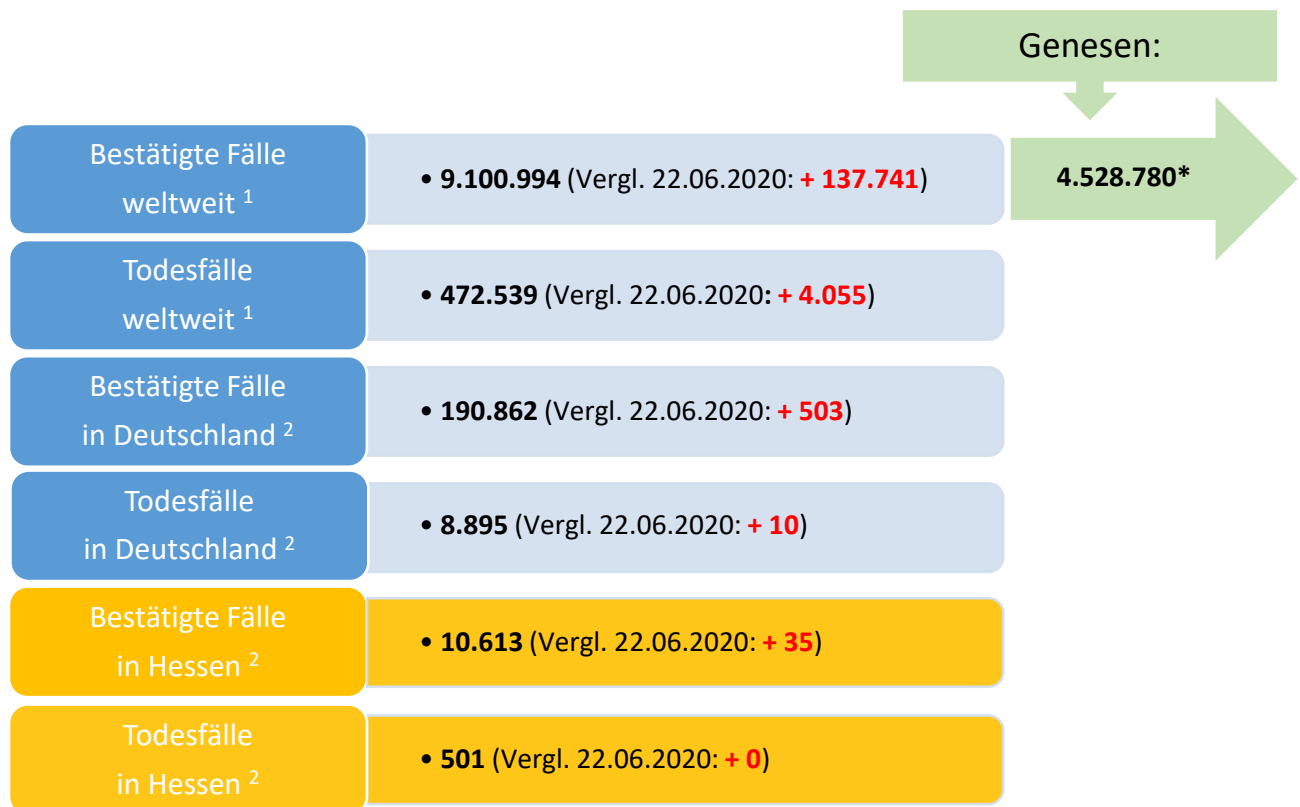 Genesen:
Bestätigte Fälle
weltweit ¹
• 9.100.994 (Vergl. 22.06.2020: + 137.741)
4.528.780*
Todesfälle
weltweit ¹
• 472.539 (Vergl. 22.06.2020: + 4.055)
Bestätigte Fälle
in Deutschland ²
• 190.862 (Vergl. 22.06.2020: + 503)
Todesfälle
in Deutschland ²
• 8.895 (Vergl. 22.06.2020: + 10)
Bestätigte Fälle
in Hessen ²
• 10.613 (Vergl. 22.06.2020: + 35)
Todesfälle
in Hessen ²
• 501 (Vergl. 22.06.2020: + 0)